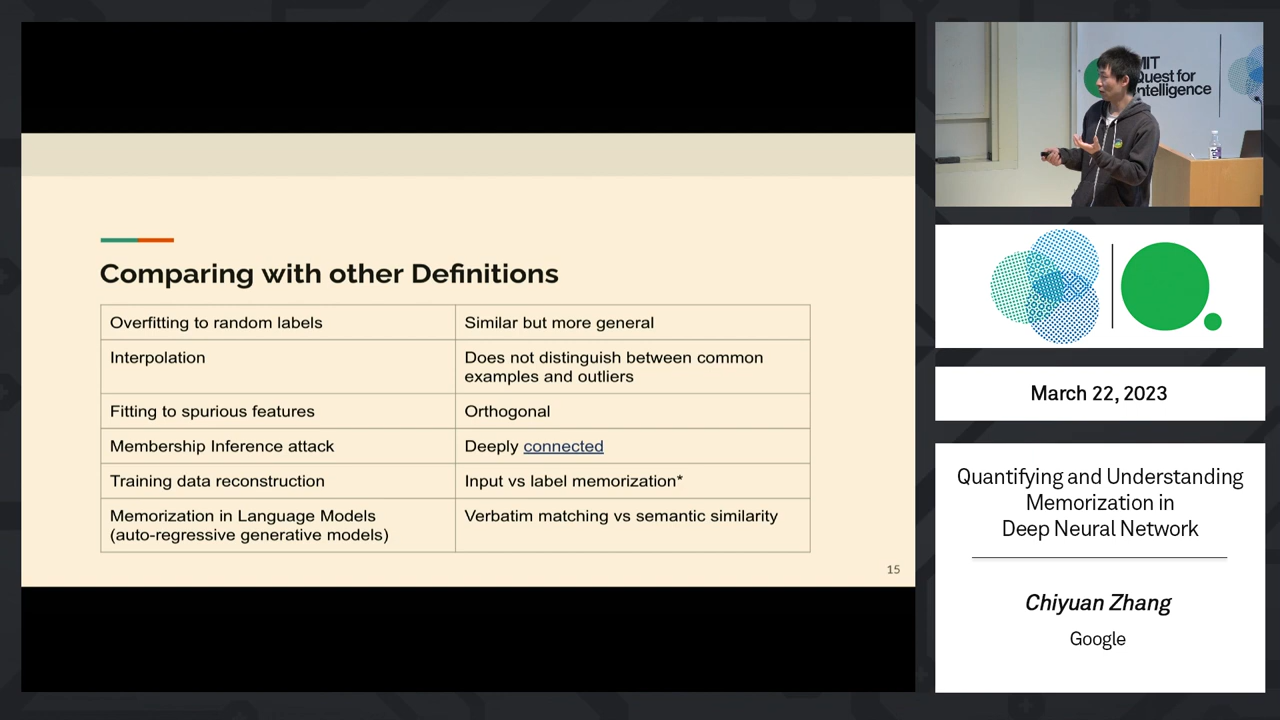 Comparing with other Definitions
Overfitting to random labels
Similar but more general
Interpolation
Does not distinguish between common
examples and outliers
Fitting to spurious features
Orthogonal
Membership Inference attack
Deeply connected
Training data reconstruction
Input vs label memorization*
Memorization in Language Models
(auto-regressive generative models)
Verbatim matching vs semantic similarity
15
MIT
Quest for
Intelligence
March 22, 2023
Quantifying and Understanding
Memorization in
Deep Neural Network
Chiyuan Zhang
Google